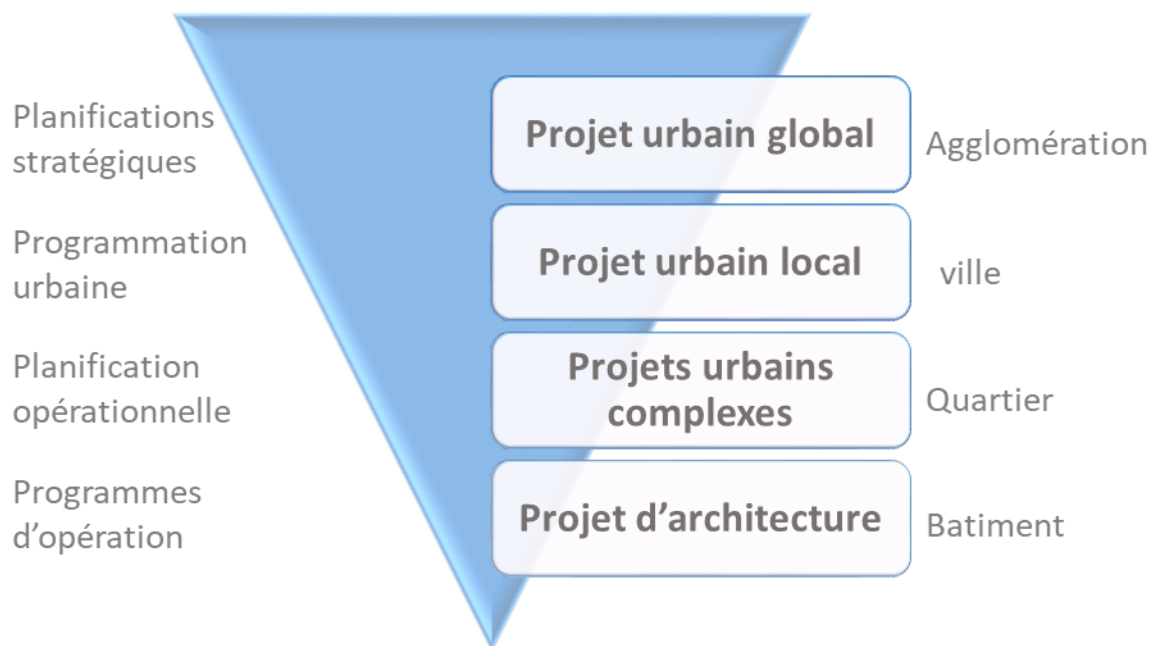 Planifications
stratégiques
Projet urbain global
Agglomération
Programmation
urbaine
Projet urbain local
ville
Planification
opérationnelle
Projets urbains
complexes
Quartier
Programmes
d’opération
Projet d’architecture
Batiment